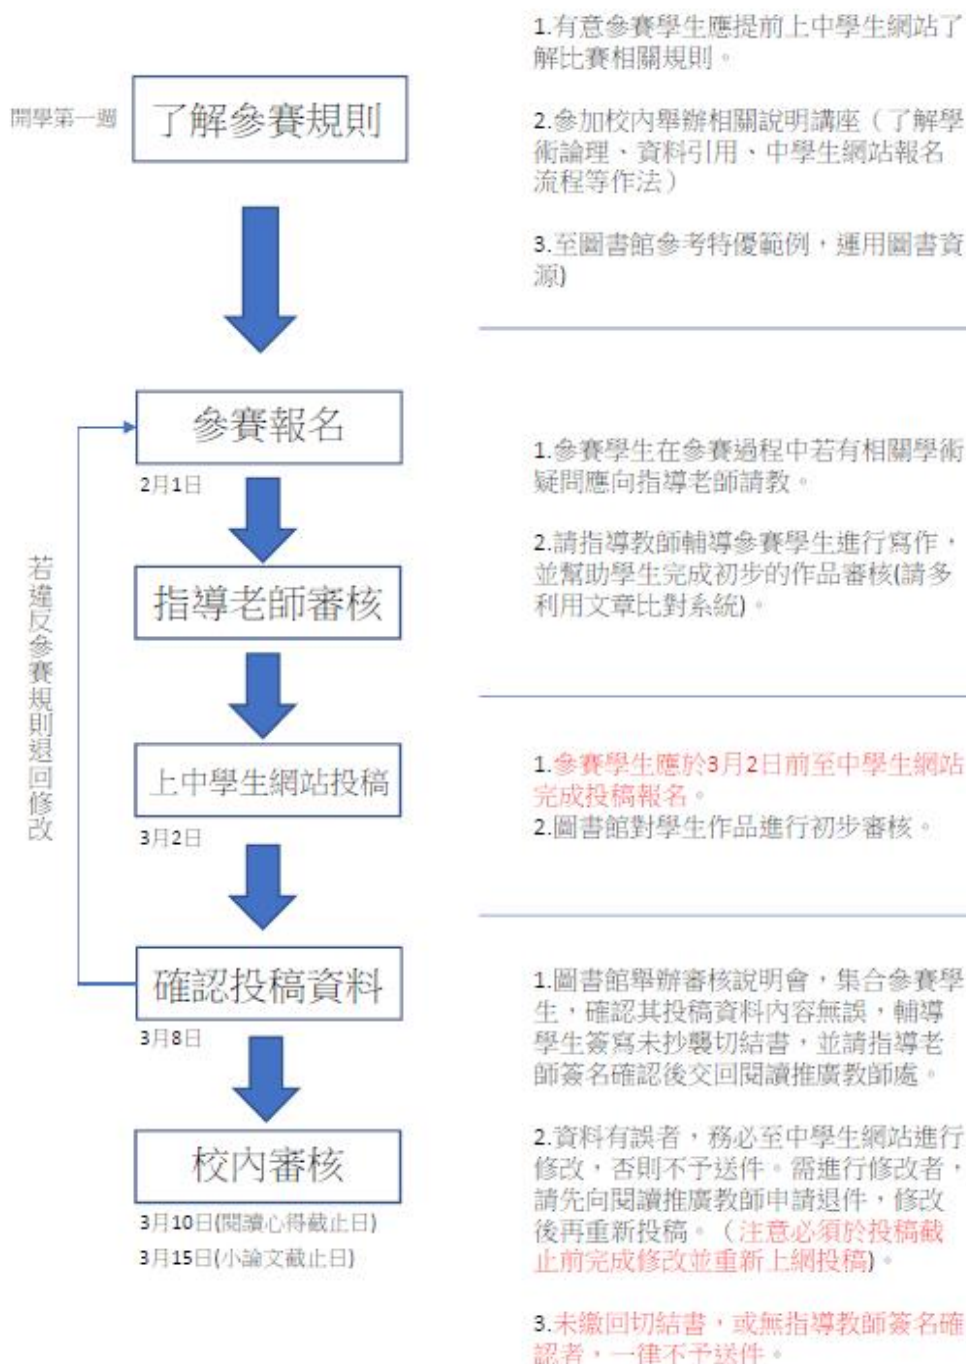 1.有意參賽學生應提前上中學生網站了
解比賽相關規則。
開學第一週
了解參賽規則
2.參加校內舉辦相關說明講座（了解學
術論理、資料引用、中學生網站報名
流程等作法）
3.至圖書館參考特優範例，運用圖書資
源)
參賽報名
2月1日
1.參賽學生在參賽過程中若有相關學術
疑問應向指導老師請教。
2.請指導教師輔導參賽學生進行寫作，
並幫助學生完成初步的作品審核(請多
利用文章比對系統)。
指導老師審核
若違反參賽規則退回修改
上中學生網站投稿
3月2日
1.參賽學生應於3月2日前至中學生網站
完成投稿報名。
2.圖書館對學生作品進行初步審核。
確認投稿資料
3月8日
1.圖書館舉辦審核說明會，集合參賽學
生，確認其投稿資料內容無誤，輔導
學生簽寫未抄襲切結書，並請指導老
師簽名確認後交回閱讀推廣教師處。
校內審核
3月10日(閱讀心得截止日)
3月15日(小論文截止日)
2.資料有誤者，務必至中學生網站進行
修改，否則不予送件。需進行修改者，
請先向閱讀推廣教師申請退件，修改
後再重新投稿。（注意必須於投稿截
止前完成修改並重新上網投稿)。
3.未繳回切結書，或無指導教師簽名確
認者，一律不予送件。